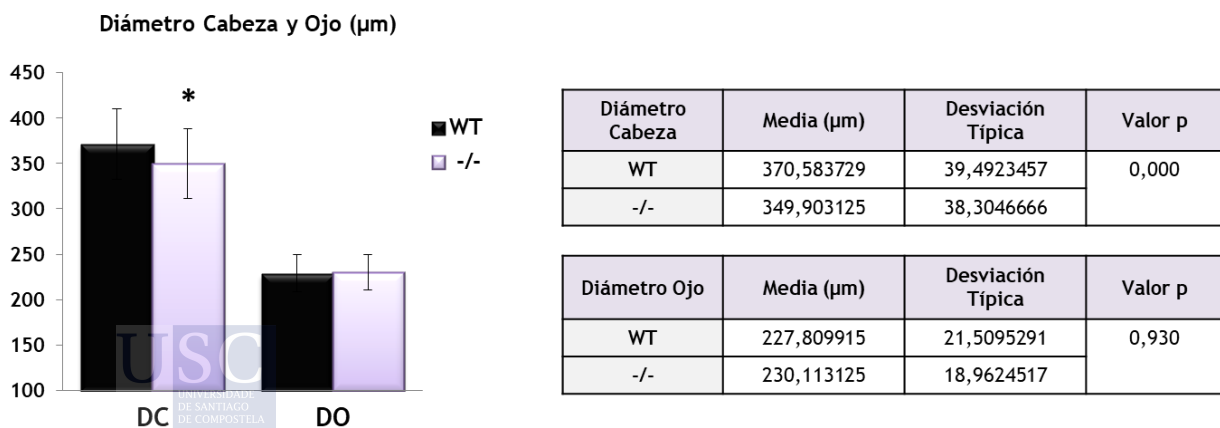 Diámetro Cabeza y Ojo (µm)
450
400
350
300
250
200
150
100
*
WT
-/-
DC
DO
USC
UNIVERSIDADE
DE SANTIAGO
DE COMPOSTELA
Diámetro
Cabeza
Media (µm)
Desviación
Típica
Valor p
WT
370,583729
39,4923457
0,000
-/-
349,903125
38,3046666
Diámetro Ojo
Media (µm)
Desviación
Típica
Valor p
WT
227,809915
21,5095291
0,930
-/-
230,113125
18,9624517